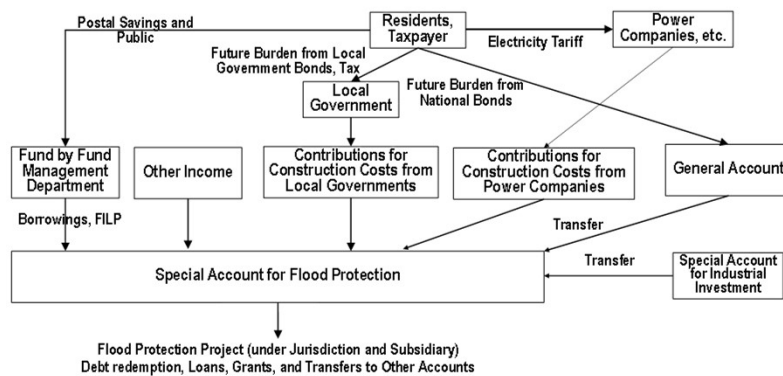 Postal Savings and
Public
Residents,
Taxpayer
Electricity Tariff
Power
Companies, etc.
Future Burden from Local
Government Bonds, Tax
Future Burden from
National Bonds
Local
Government
Fund by Fund
Management
Department
Other Income
Contributions for
Construction Costs from
Local Governments
Contributions for
Construction Costs from
Power Companies
General Account
Borrowings, FILP
Transfer
Special Account for Flood Protection
Transfer
Special Account
for Industrial
Investment
Flood Protection Project (under Jurisdiction and Subsidiary)
Debt redemption, Loans, Grants, and Transfers to Other Accounts